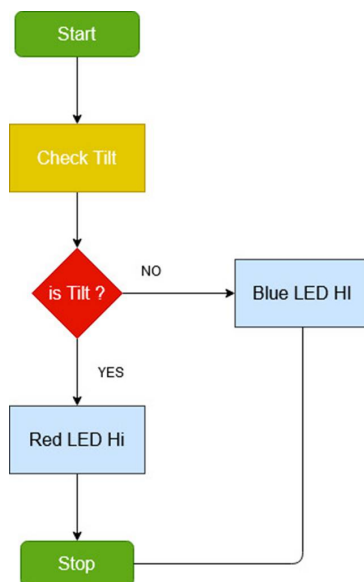 Start
Check Tilt
is Tilt ?
NO
Blue LED HI
YES
Red LED Hi
Stop